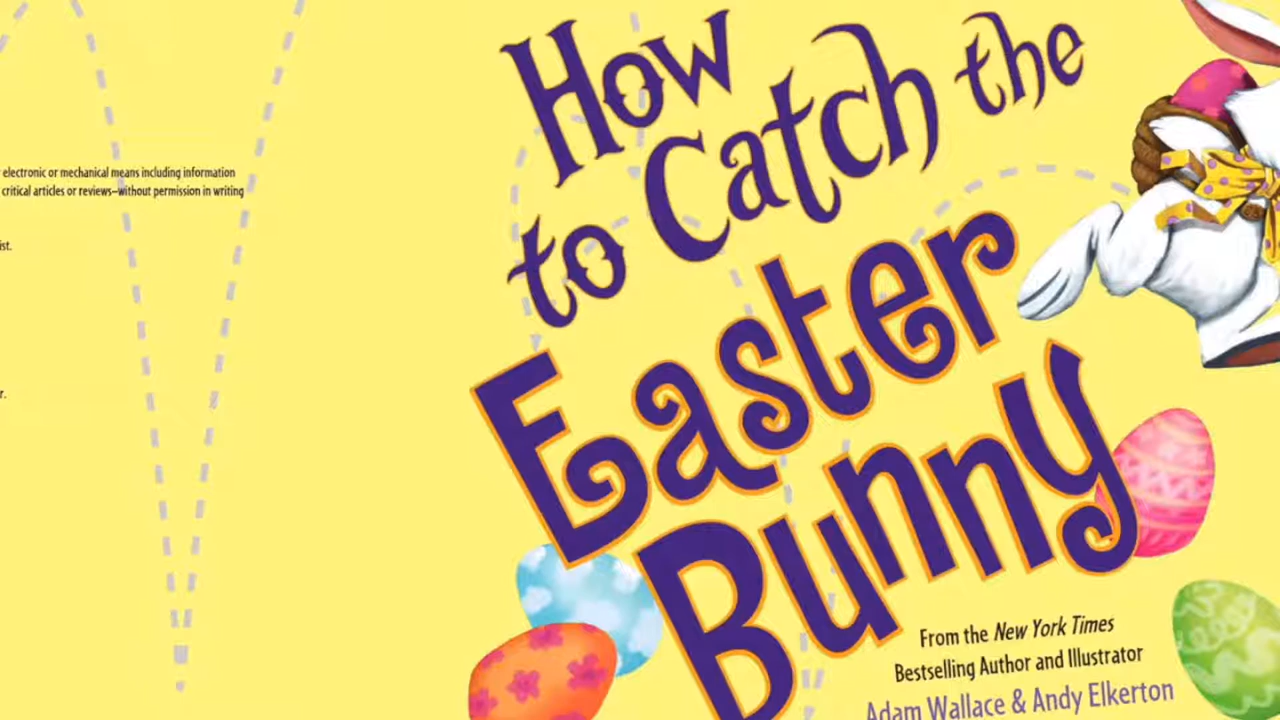 electronic or mechanical means including information
critical articles or reviews–without permission in writing
ist.
r.
How
to Catch the
Easter
Bunny
From the New York Times
Bestselling Author and Illustrator
Adam Wallace & Andy Elkerton